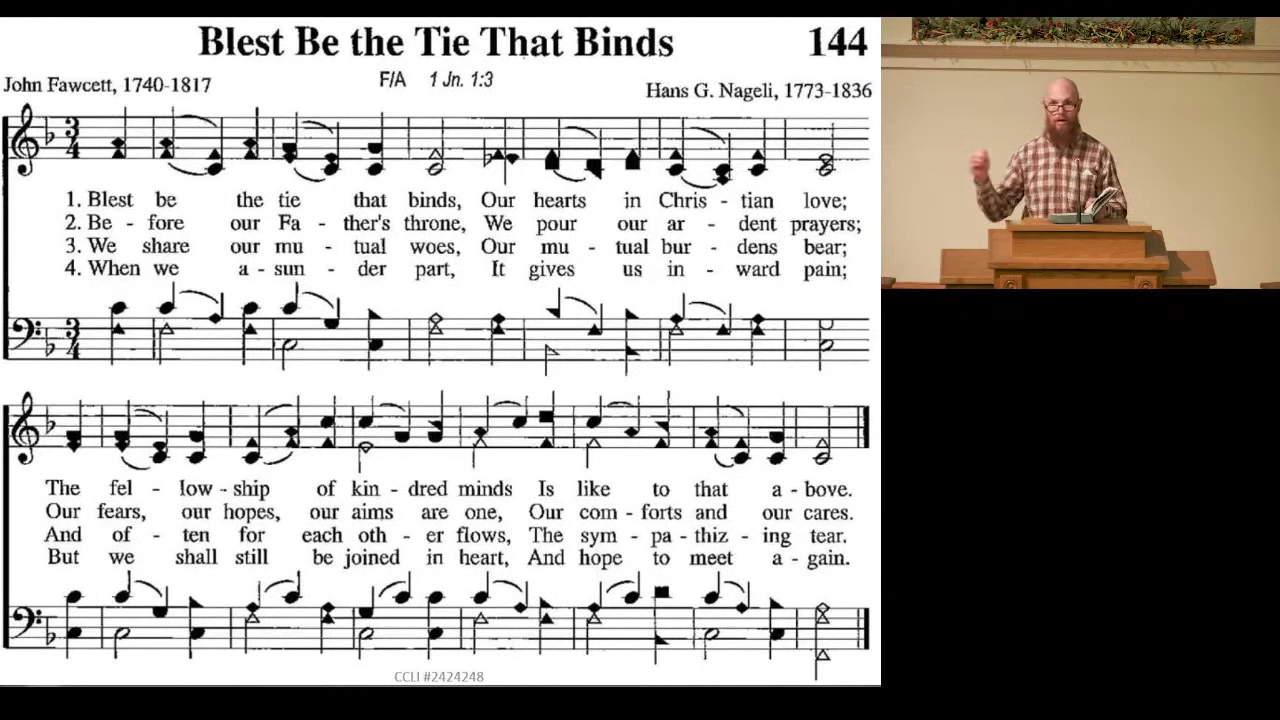 Blest Be the Tie That Binds 144
John Fawcett, 1740-1817 F/A 1 Jn. 1:3 Hans G. Nageli, 1773-1836
3
4
1. Blest be the tie that binds, Our hearts in Chris - tian love;
2. Be - fore our Fa - ther's throne, We pour our ar - dent prayers;
3. We share our mu - tual woes, Our mu - tual bur - dens bear;
4. When we a - sun - der part, It gives us in - ward pain;
3
4
The fel - low - ship of kin - dred minds Is like to that a - bove.
Our fears, our hopes, our aims are one, Our com - forts and our cares.
And of - ten for each oth - er flows, The sym - pa - thiz - ing tear.
But we shall still be joined in heart, And hope to meet a - gain.
CCLI #2424248